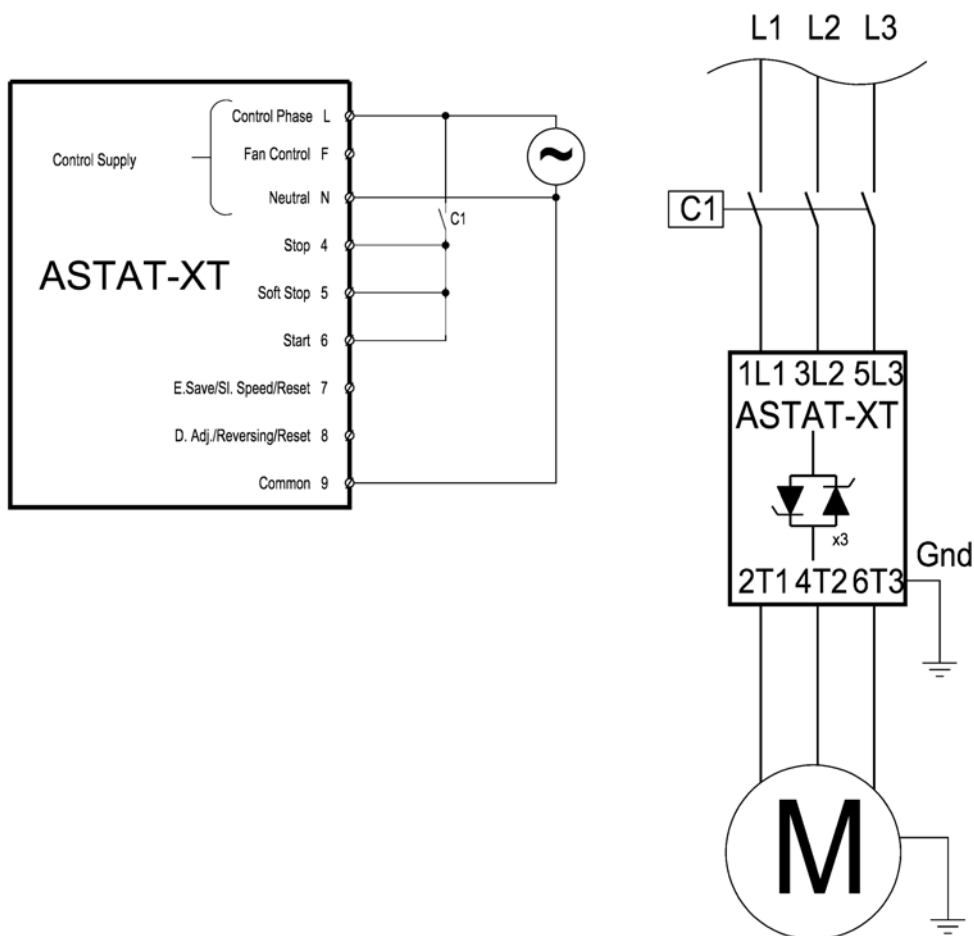 Control Phase L
Control Supply
Fan Control F
Neutral N
C1
Stop 4
ASTAT-XT
Soft Stop 5
Start 6
E.Save/Sl. Speed/Reset 7
D. Adj./Reversing/Reset 8
Common 9
L1 L2 L3
C1
1L1 3L2 5L3
ASTAT-XT
x3
Gnd
2T1 4T2 6T3
M